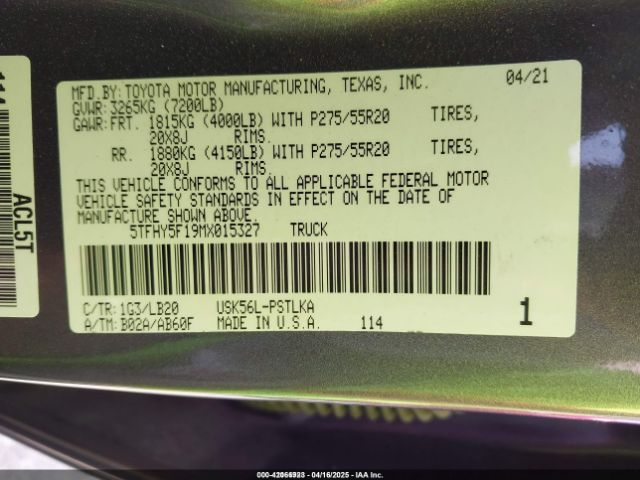 MFD.BY:TOYOTA MOTOR MANUFACTURING, TEXAS, INC. 04/21
GVWR: 3265KG (7200LB)
GAWR:FRT. 1815KG (4000LB) WITH P275/55R20 TIRES,
20X8J RIMS.
RR. 1880KG (4150LB) WITH P275/55R20 TIRES,
20X8J RIMS.
THIS VEHICLE CONFORMS TO ALL APPLICABLE FEDERAL MOTOR
VEHICLE SAFETY STANDARDS IN EFFECT ON THE DATE OF
MANUFACTURE SHOWN ABOVE.
5TFHY5F19MX015327 TRUCK
C/TR: 1G3/LB20 USK56L-PSTLKA
A/TM: B02A/AB60F MADE IN U.S.A. 114 1
ACL5T
04/16/2025 - IAA Inc.